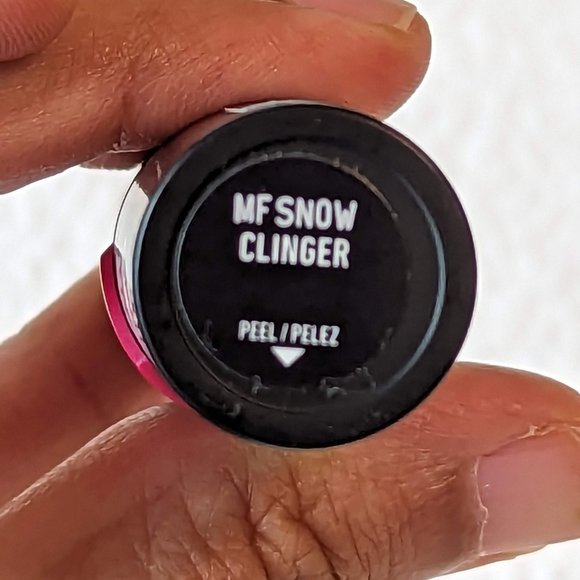 MF SNOW
CLINGER
PEEL / PELEZ